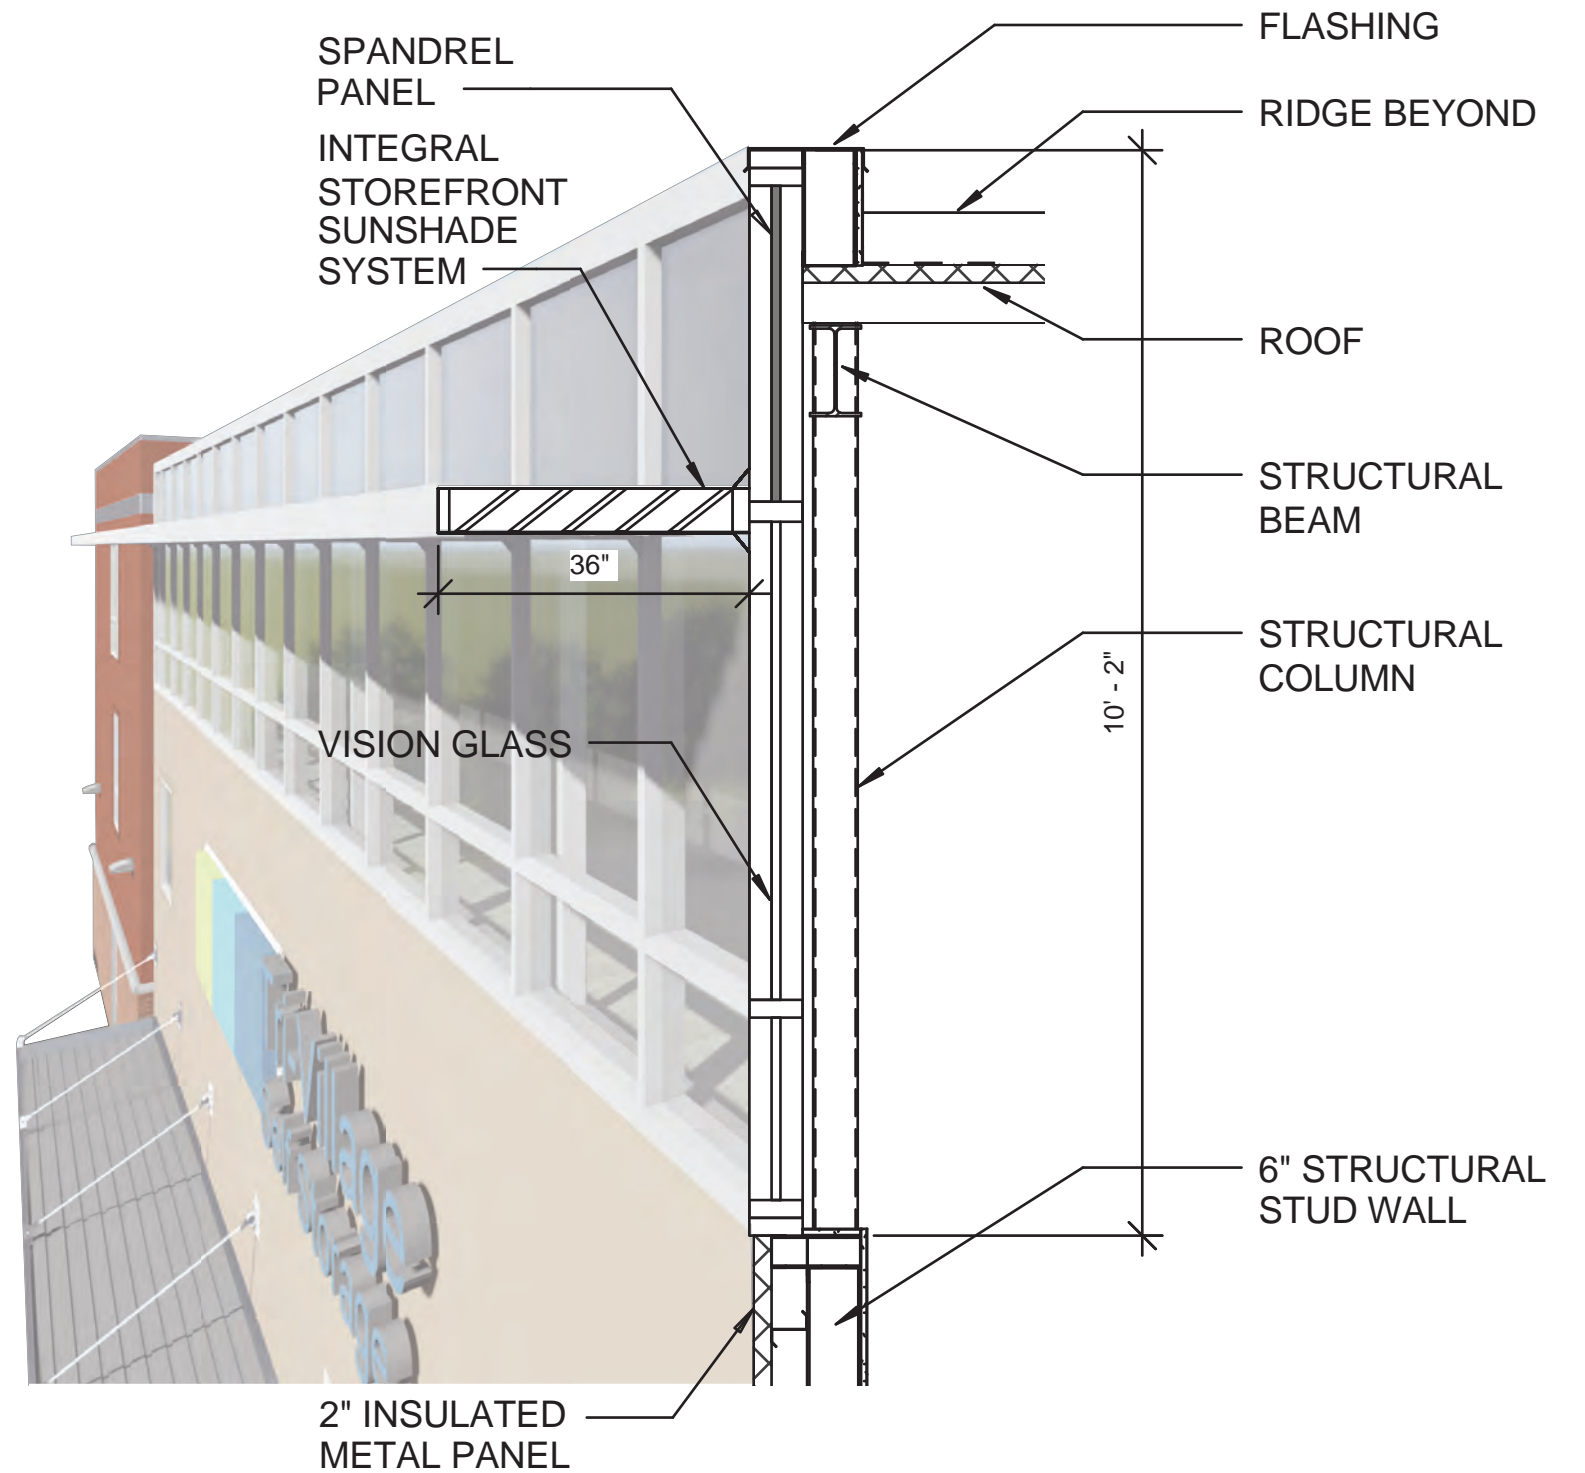 SPANDREL
PANEL
INTEGRAL
STOREFRONT
SUNSHADE
SYSTEM
36"
VISION GLASS
2" INSULATED
METAL PANEL
FLASHING
RIDGE BEYOND
ROOF
STRUCTURAL
BEAM
STRUCTURAL
COLUMN
10' - 2"
6" STRUCTURAL
STUD WALL